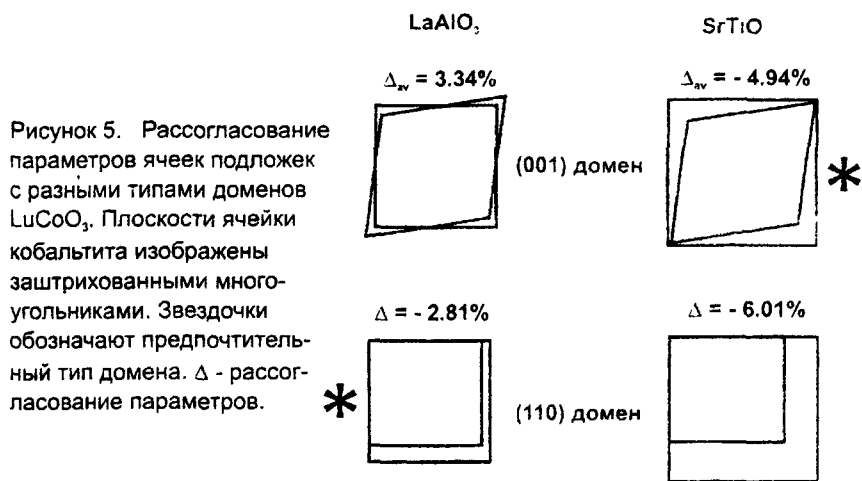 LaAlO₃
SrTiO
Δav = 3.34%
Δav = - 4.94%
Рисунок 5. Рассогласование
параметров ячеек подложек
с разными типами доменов
LuCoO₃. Плоскости ячейки
кобальтита изображены
заштрихованными много-
угольниками. Звездочки
обозначают предпочтитель-
ный тип домена. Δ - рассог-
ласование параметров.
(001) домен
*
Δ = - 2.81%
Δ = - 6.01%
*
(110) домен